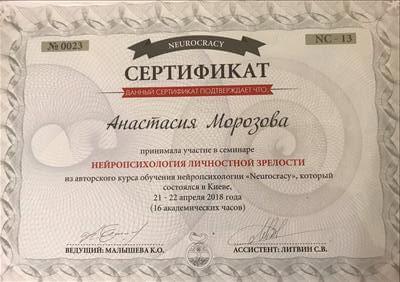 № 0023
NEUROCRACY
NC - 13
СЕРТИФИКАТ
ДАННЫЙ СЕРТИФИКАТ ПОДТВЕРЖДАЕТ ЧТО
Анастасия Морозова
принимала участие в семинаре
НЕЙРОПСИХОЛОГИЯ ЛИЧНОСТНОЙ ЗРЕЛОСТИ
из авторского курса обучения нейропсихологии «Neurocracy», который
состоялся в Киеве,
21 - 22 апреля 2018 года
(16 академических часов)
ВЕДУЩИЙ: МАЛЫШЕВА К.О.
АССИСТЕНТ: ЛИТВИН С.В.